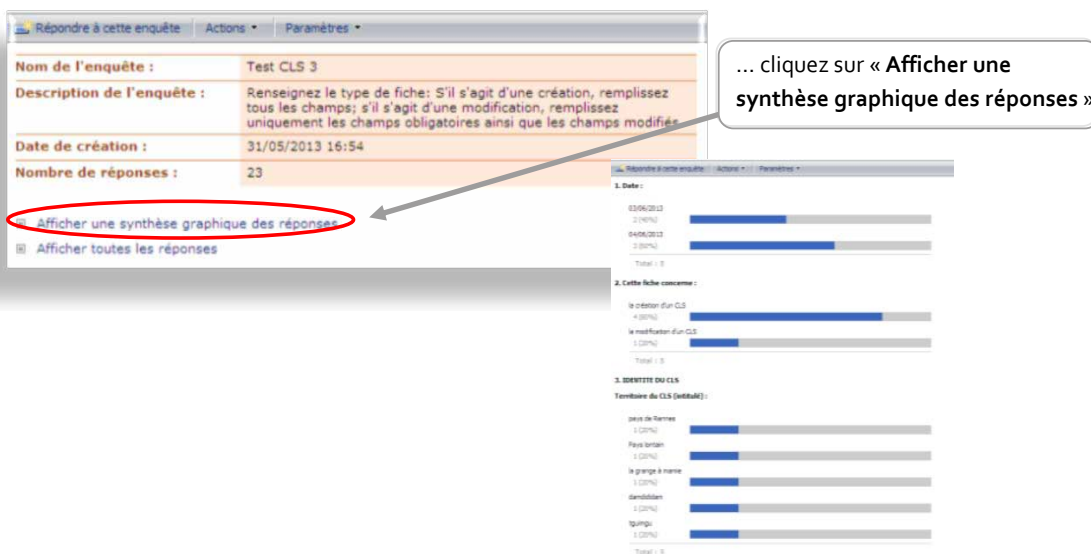 Répondre à cette enquête Actions Paramètres
Nom de l'enquête : Test CLS 3
Description de l'enquête : Renseignez le type de fiche: S'il s'agit d'une création, remplissez
tous les champs; s'il s'agit d'une modification, remplissez
uniquement les champs obligatoires ainsi que les champs modifiés
Date de création : 31/05/2013 16:54
Nombre de réponses : 23
Afficher une synthèse graphique des réponses
Afficher toutes les réponses
... cliquez sur « Afficher une
synthèse graphique des réponses »
Répondre à cette enquête Actions Paramètres
1. Date :
03/06/2013
2 (40%)
04/06/2013
3 (60%)
Total : 5
2. Cette fiche concerne :
la création d'un CLS
4 (80%)
la modification d'un CLS
1 (20%)
Total : 5
3. IDENTITE DU CLS
Territoire du CLS (intitulé) :
pays de Rennes
1 (20%)
Pays lontain
1 (20%)
la grange à mamie
1 (20%)
1 (20%)
1 (20%)
Total : 5